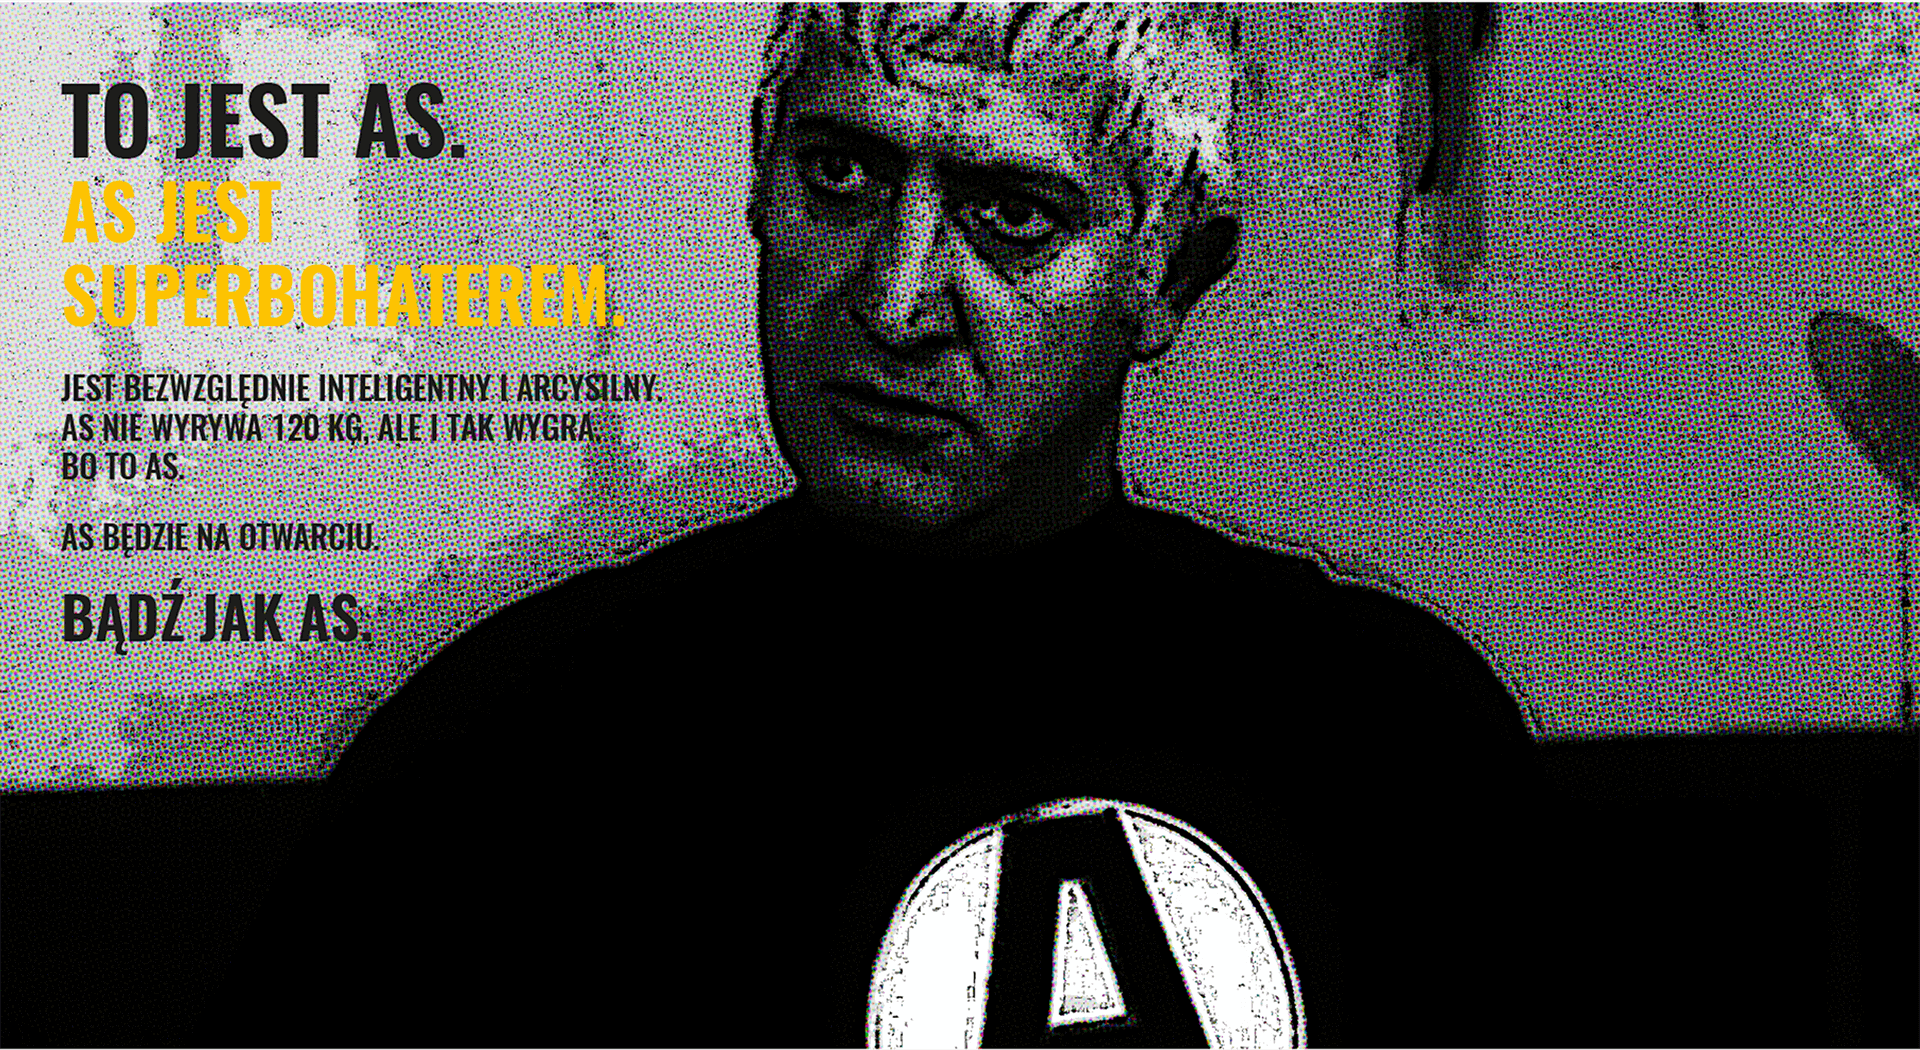 TO JEST AS.
AS JEST
SUPERBOHATEREM.
JEST BEZWZGLĘDNIE INTELIGENTNY I ARCYSILNY.
AS NIE WYRYWA 120 KG, ALE I TAK WYGRA,
BO TO AS.
AS BĘDZIE NA OTWARCIU.
BĄDŹ JAK AS.
A